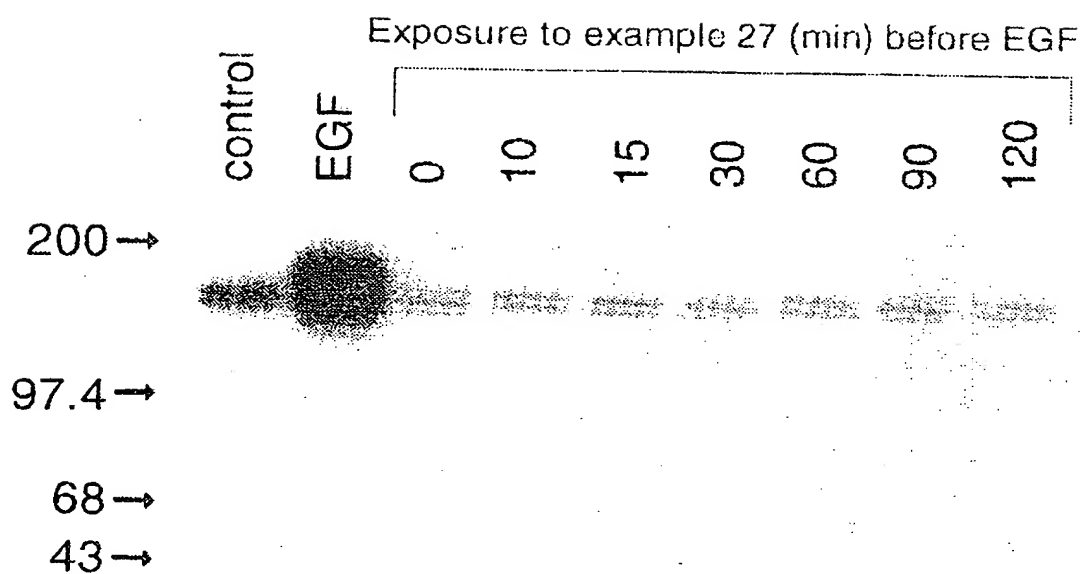 Exposure to example 27 (min) before EGF
control EGF 0 10 15 30 60 90 120
200→
97.4→
68→
43→